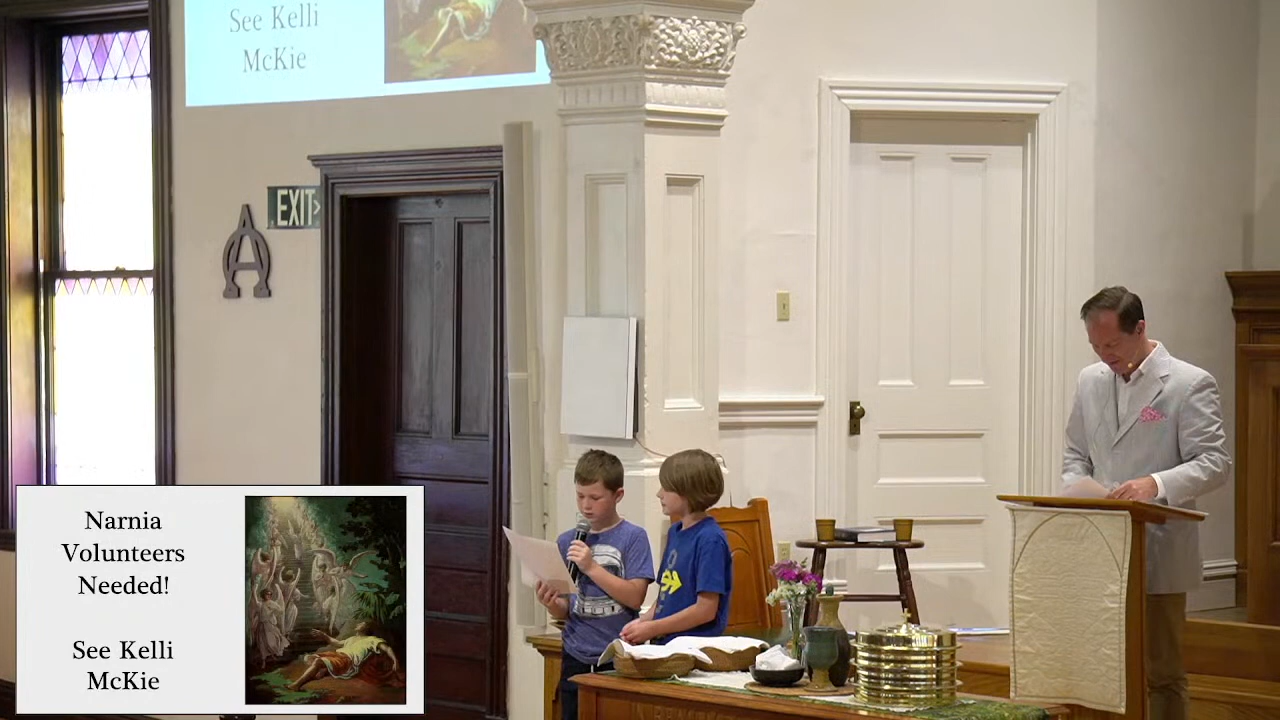 See Kelli
McKie
EXIT
Narnia
Volunteers
Needed!
See Kelli
McKie